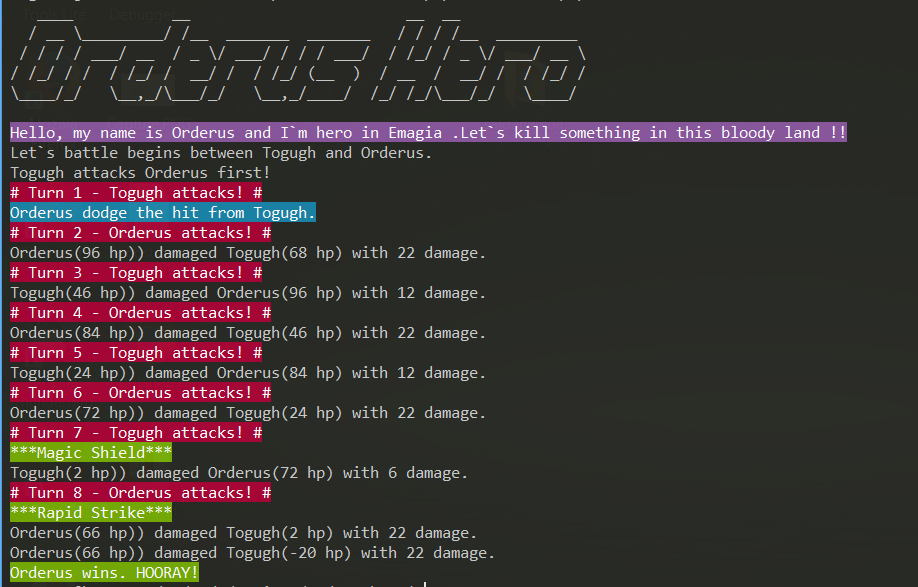 Orderus Hero
Hello, my name is Orderus and I`m hero in Emagia .Let`s kill something in this bloody land !!
Let`s battle begins between Togugh and Orderus.
Togugh attacks Orderus first!
# Turn 1 - Togugh attacks! #
Orderus dodge the hit from Togugh.
# Turn 2 - Orderus attacks! #
Orderus(96 hp)) damaged Togugh(68 hp) with 22 damage.
# Turn 3 - Togugh attacks! #
Togugh(46 hp)) damaged Orderus(96 hp) with 12 damage.
# Turn 4 - Orderus attacks! #
Orderus(84 hp)) damaged Togugh(46 hp) with 22 damage.
# Turn 5 - Togugh attacks! #
Togugh(24 hp)) damaged Orderus(84 hp) with 12 damage.
# Turn 6 - Orderus attacks! #
Orderus(72 hp)) damaged Togugh(24 hp) with 22 damage.
# Turn 7 - Togugh attacks! #
***Magic Shield***
Togugh(2 hp)) damaged Orderus(72 hp) with 6 damage.
# Turn 8 - Orderus attacks! #
***Rapid Strike***
Orderus(66 hp)) damaged Togugh(2 hp) with 22 damage.
Orderus(66 hp)) damaged Togugh(-20 hp) with 22 damage.
Orderus wins. HOORAY!